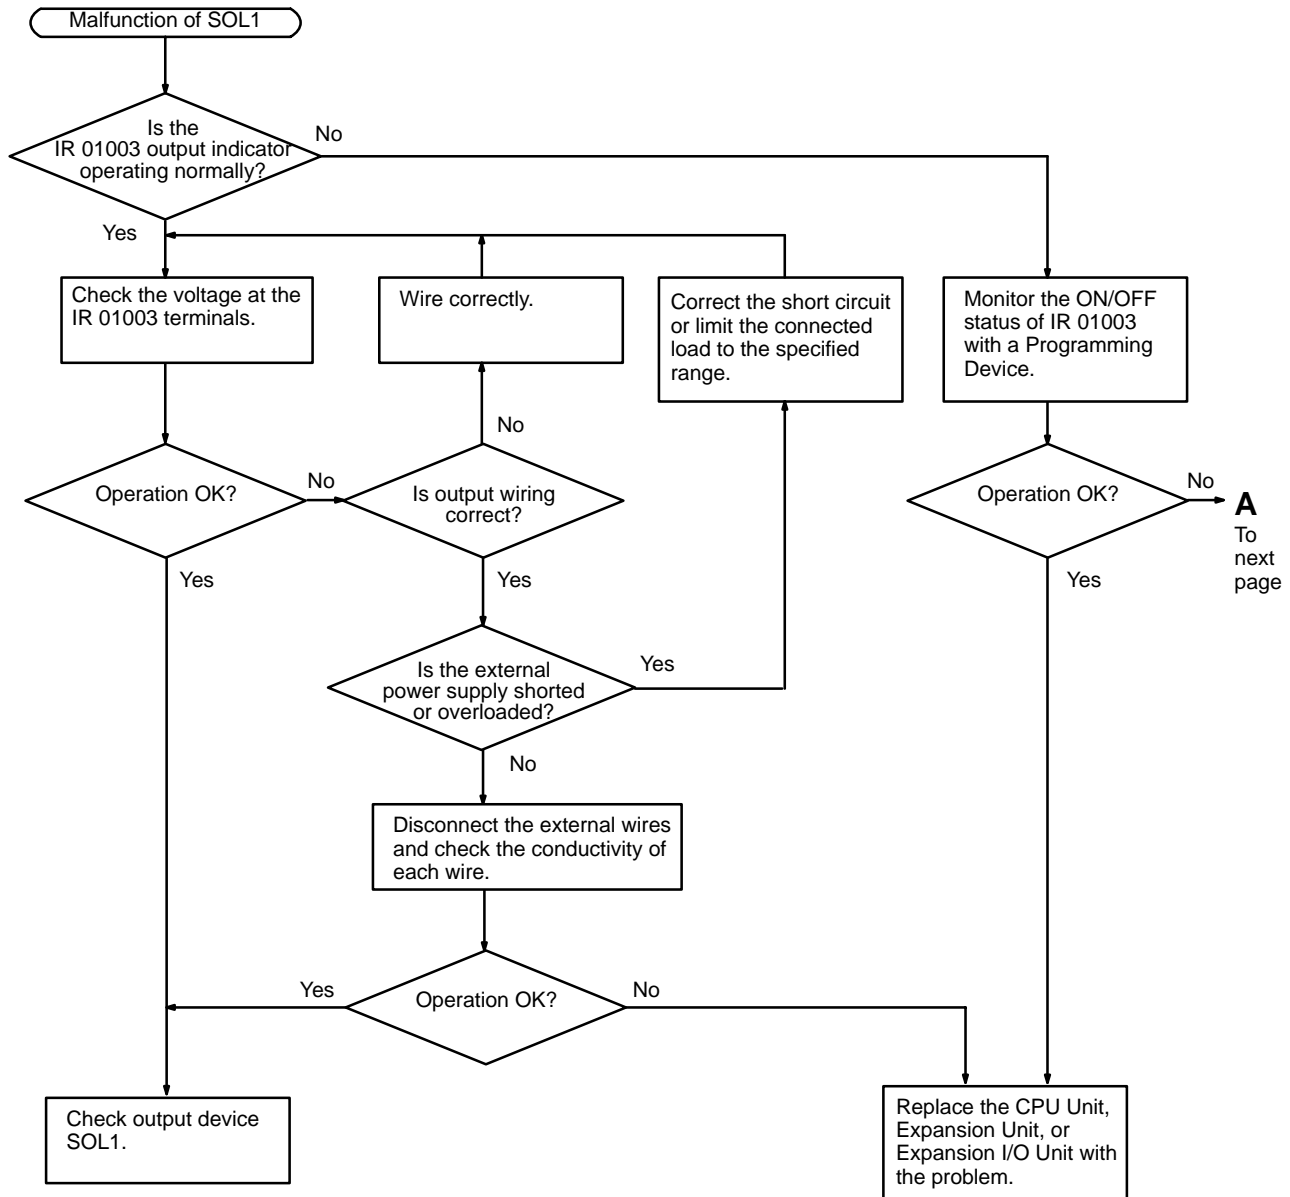 Malfunction of SOL1
Is the
IR 01003 output indicator
operating normally?
No
Yes
Check the voltage at the
IR 01003 terminals.
Wire correctly.
Correct the short circuit
or limit the connected
load to the specified
range.
Monitor the ON/OFF
status of IR 01003
with a Programming
Device.
No
Operation OK?
No
Is output wiring
correct?
Operation OK?
No
A
To
next
page
Yes
Yes
Yes
Is the external
power supply shorted
or overloaded?
Yes
No
Disconnect the external wires
and check the conductivity of
each wire.
Yes
Operation OK?
No
Check output device
SOL1.
Replace the CPU Unit,
Expansion Unit, or
Expansion I/O Unit with
the problem.